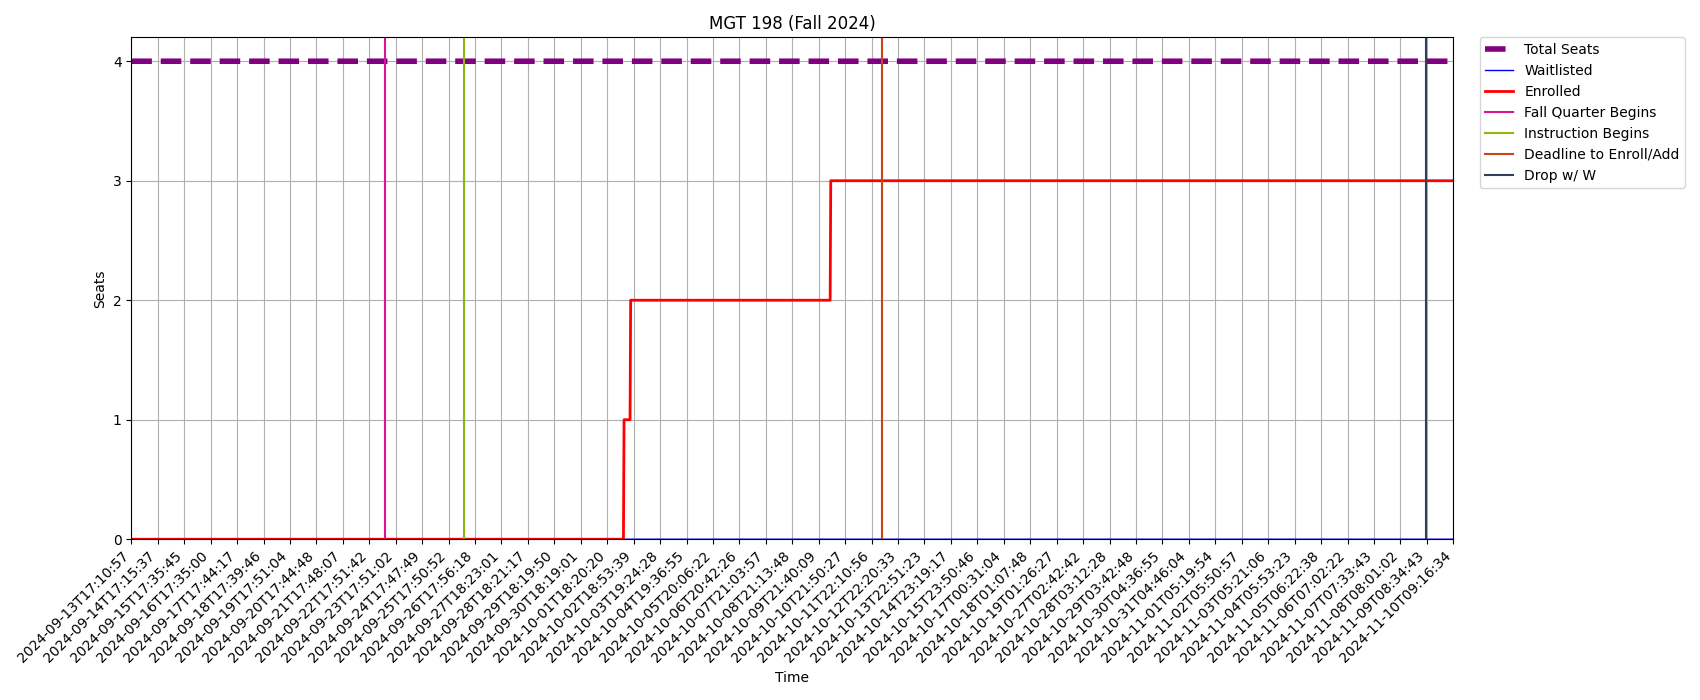 MGT 198 (Fall 2024)
Total Seats
Waitlisted
Enrolled
Fall Quarter Begins
Instruction Begins
Deadline to Enroll/Add
Drop w/ W
Seats
4
3
2
1
0
2024-09-13T17:10:57
2024-09-14T17:15:37
2024-09-15T17:35:45
2024-09-16T17:35:00
2024-09-17T17:44:17
2024-09-18T17:39:46
2024-09-19T17:51:04
2024-09-20T17:44:48
2024-09-21T17:48:07
2024-09-22T17:51:42
2024-09-23T17:51:02
2024-09-24T17:47:49
2024-09-25T17:50:52
2024-09-26T17:56:18
2024-09-27T18:23:01
2024-09-28T18:21:17
2024-09-29T18:19:50
2024-09-30T18:19:01
2024-10-01T18:20:20
2024-10-02T18:53:39
2024-10-03T19:24:28
2024-10-04T19:36:55
2024-10-05T20:06:22
2024-10-06T20:42:26
2024-10-07T21:03:57
2024-10-08T21:13:48
2024-10-09T21:40:09
2024-10-10T21:50:27
2024-10-11T22:10:56
2024-10-12T22:20:33
2024-10-13T22:51:23
2024-10-14T23:19:17
2024-10-15T23:50:46
2024-10-17T00:31:04
2024-10-18T01:07:48
2024-10-19T01:26:27
2024-10-27T02:42:42
2024-10-28T03:12:28
2024-10-29T03:42:48
2024-10-30T04:36:55
2024-10-31T04:46:04
2024-11-01T05:19:54
2024-11-02T05:50:57
2024-11-03T05:21:06
2024-11-04T05:53:23
2024-11-05T06:22:38
2024-11-06T07:02:22
2024-11-07T07:33:43
2024-11-08T08:01:02
2024-11-09T08:34:43
2024-11-10T09:16:34
Time